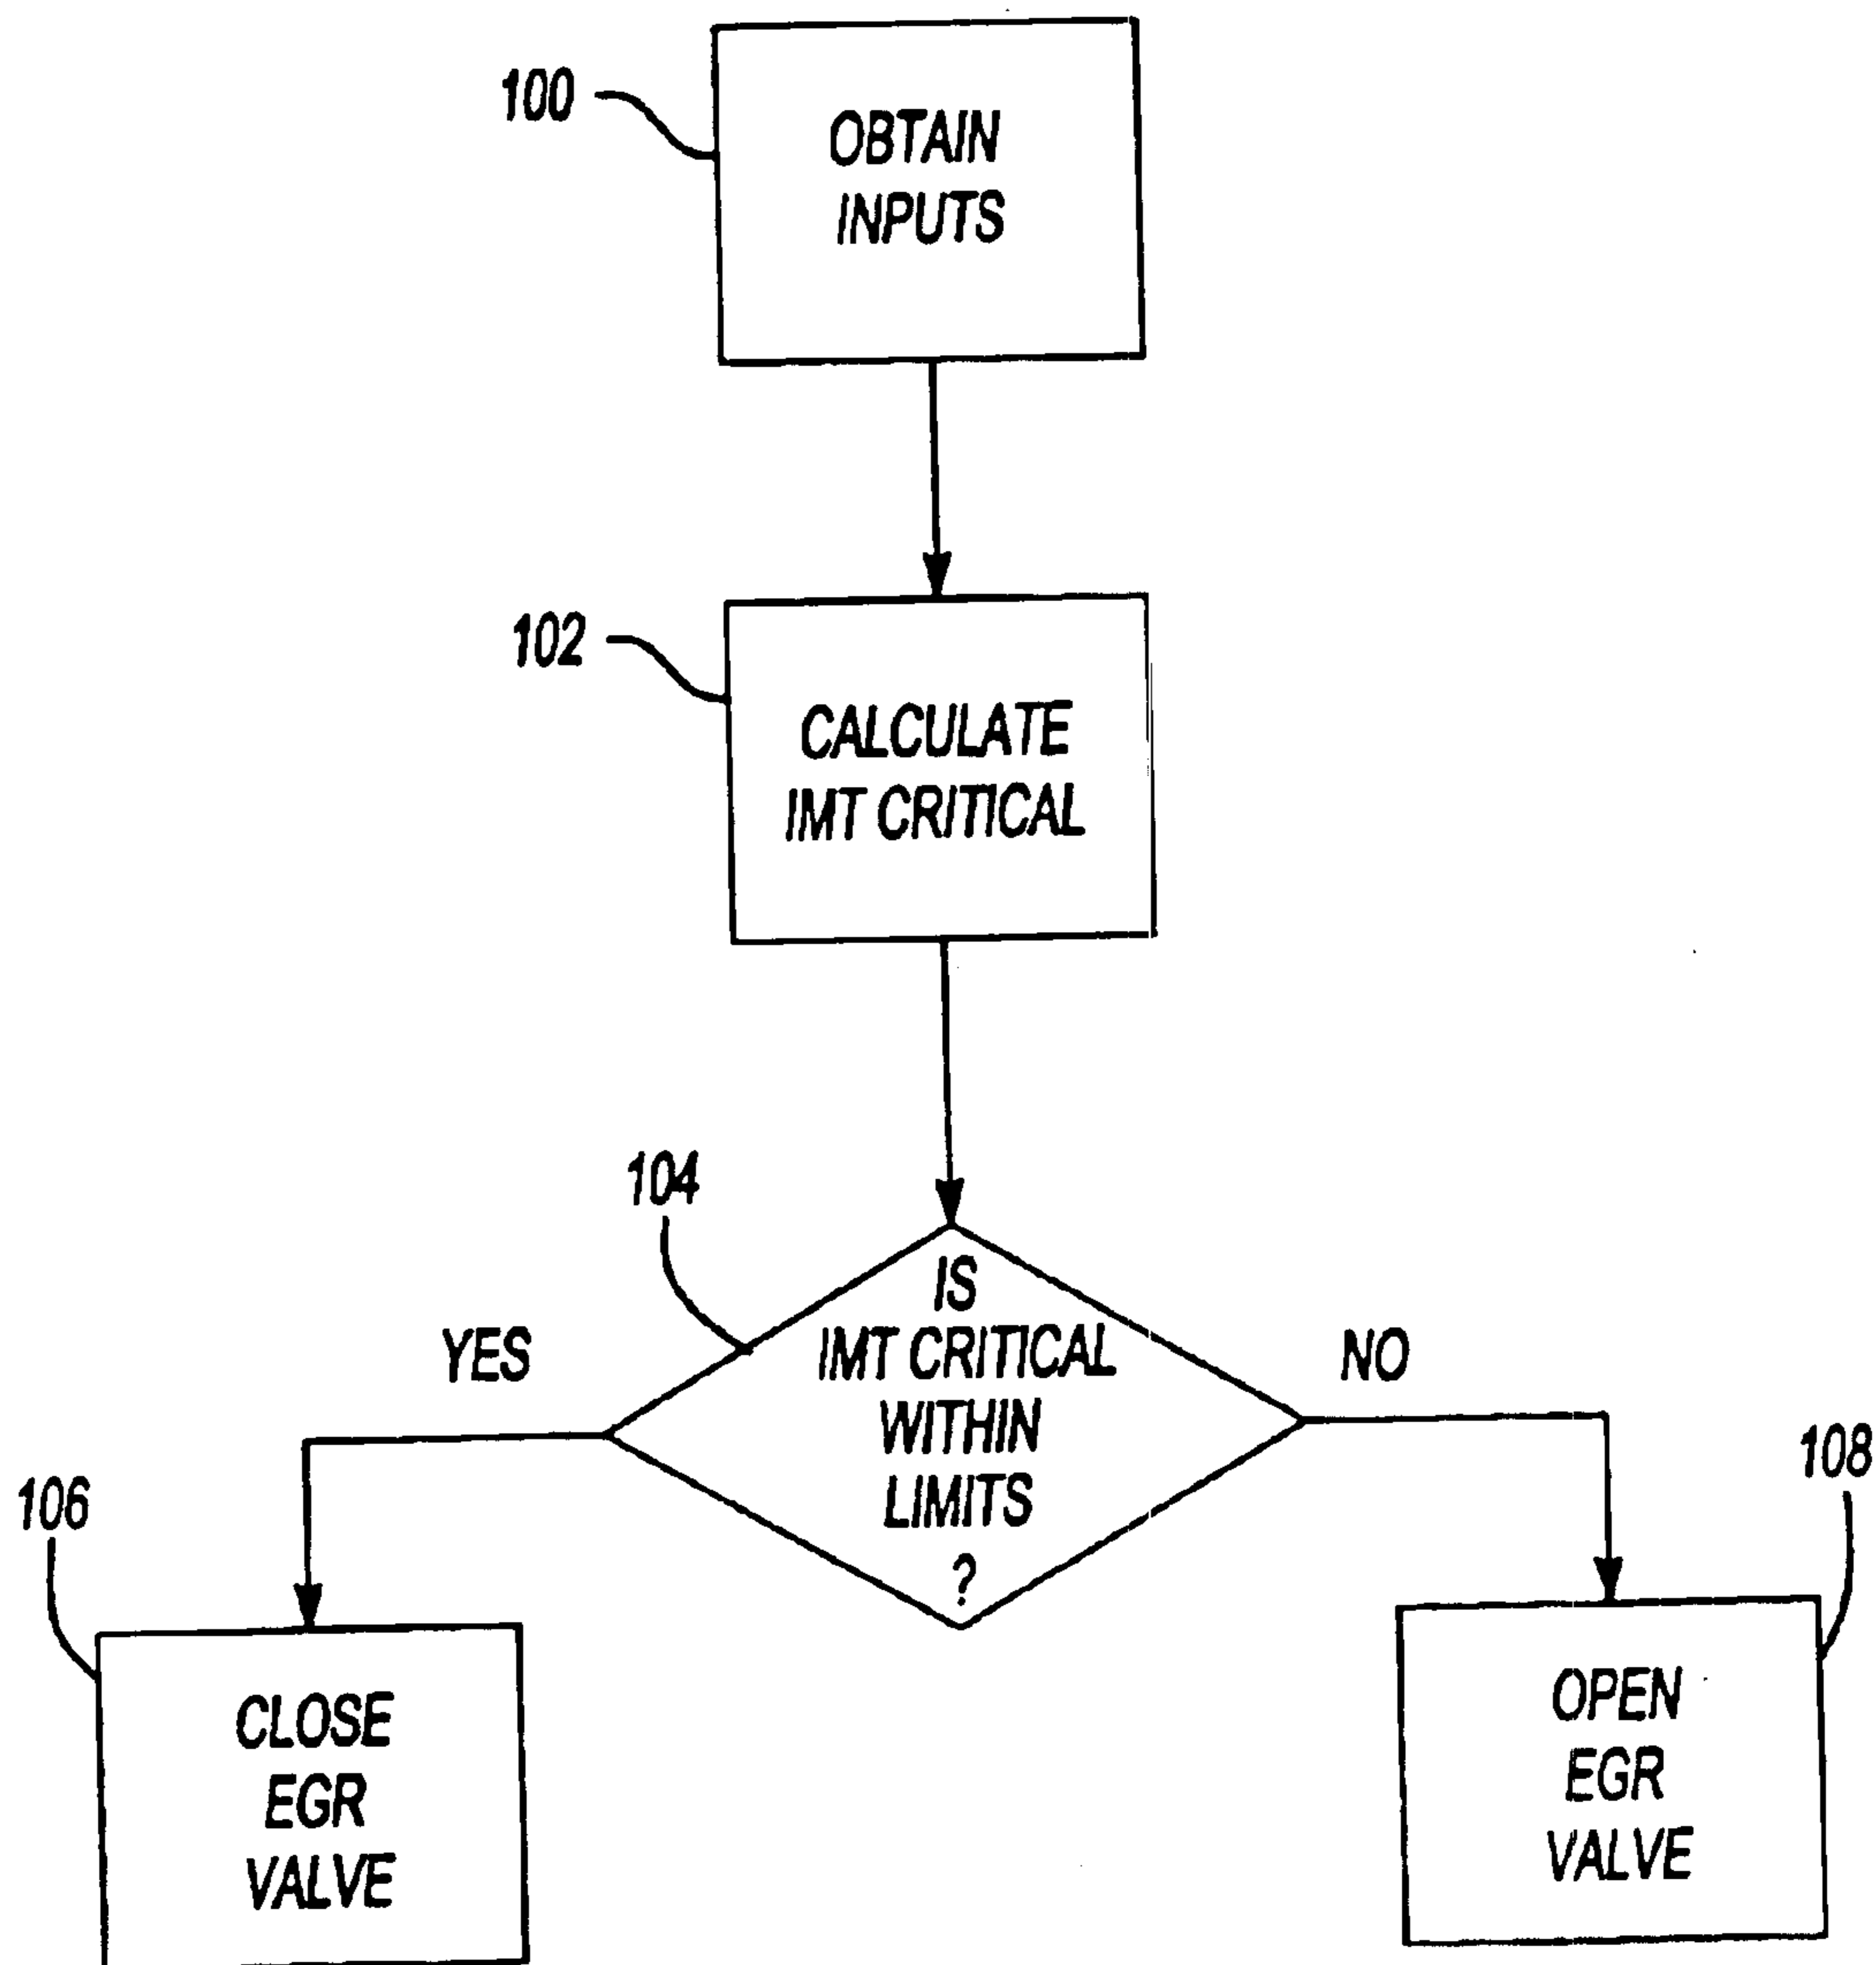 100
OBTAIN
INPUTS
102
CALCULATE
IMT CRITICAL
104
IS
IMT CRITICAL
WITHIN
LIMITS
?
YES
NO
106
CLOSE
EGR
VALVE
108
OPEN
EGR
VALVE